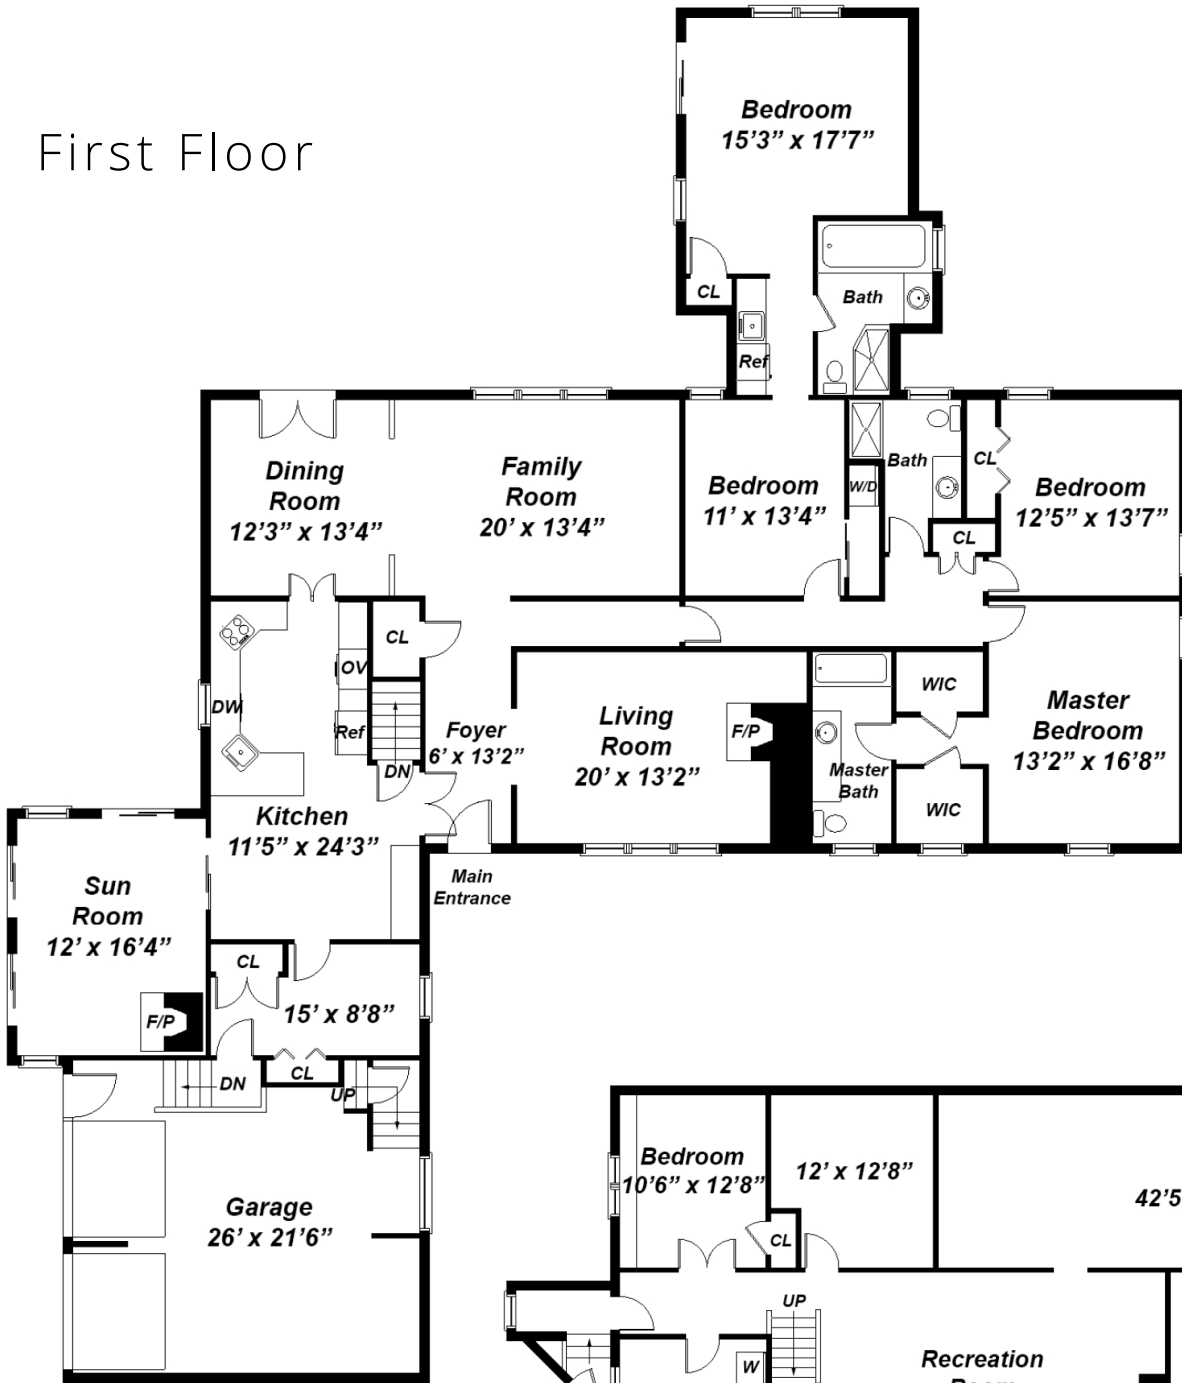 First Floor
Bedroom
15'3" x 17'7"
CL
Bath
Ref
Dining
Room
12'3" x 13'4"
Family
Room
20' x 13'4"
Bedroom
11' x 13'4"
W/D
Bath
CL
CL
Bedroom
12'5" x 13'7"
CL
OV
DW
Ref
DN
Foyer
6' x 13'2"
Living
Room
20' x 13'2"
F/P
Master
Bath
WIC
WIC
Master
Bedroom
13'2" x 16'8"
Kitchen
11'5" x 24'3"
Main
Entrance
Sun
Room
12' x 16'4"
F/P
CL
15' x 8'8"
CL
DN
UP
Garage
26' x 21'6"
Bedroom
10'6" x 12'8"
CL
12' x 12'8"
42'5
UP
W
Recreation